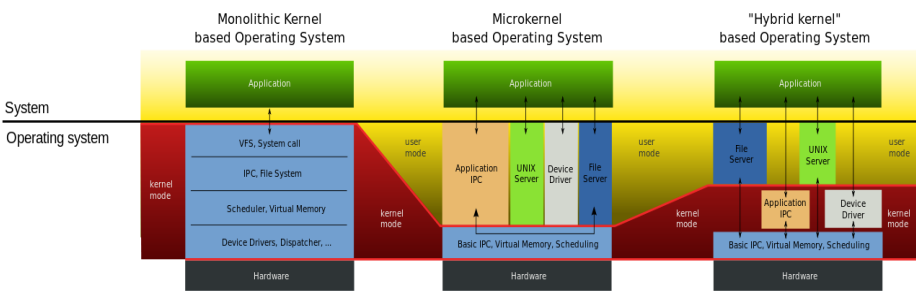 Monolithic Kernel
based Operating System
Microkernel
based Operating System
"Hybrid kernel"
based Operating System
System
Operating system
Application
VFS, System call
IPC, File System
Scheduler, Virtual Memory
Device Drivers, Dispatcher, ...
Hardware
kernel
mode
user
mode
kernel
mode
Application
Application
IPC
UNIX
Server
Device
Driver
File
Server
Basic IPC, Virtual Memory, Scheduling
Hardware
user
mode
kernel
mode
Application
File
Server
UNIX
Server
Application
IPC
Device
Driver
Basic IPC, Virtual Memory, Scheduling
Hardware
user
mode
kernel
mode